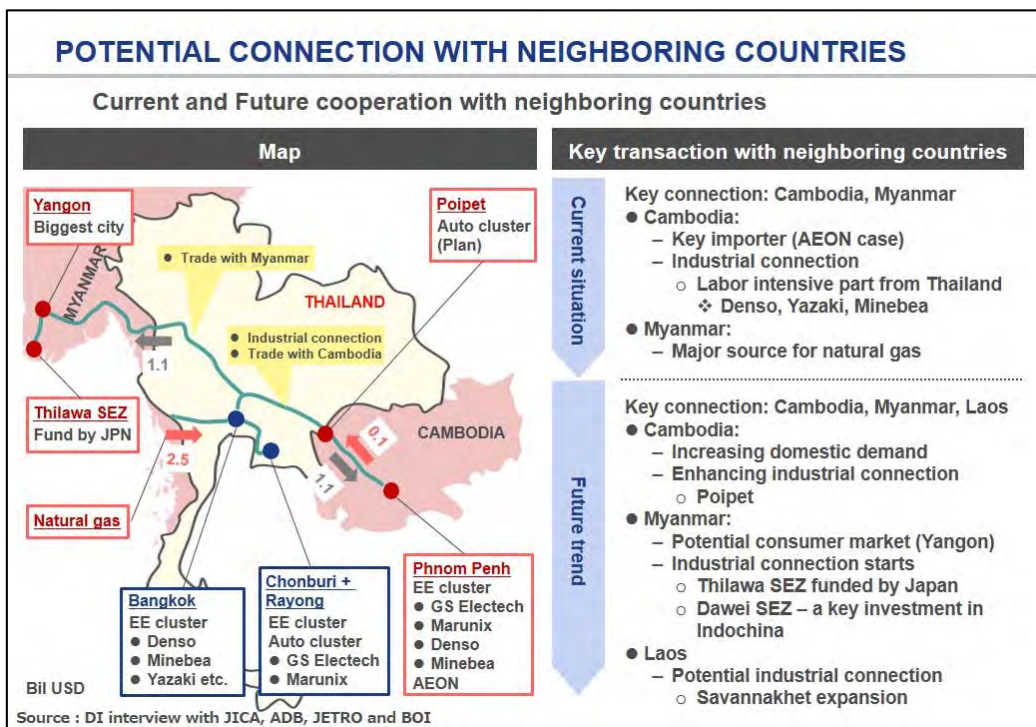 POTENTIAL CONNECTION WITH NEIGHBORING COUNTRIES
Current and Future cooperation with neighboring countries
Map
Yangon
Biggest city
Poipet
Auto cluster
(Plan)
● Trade with Myanmar
MYANMAR
THAILAND
● Industrial connection
● Trade with Cambodia
1.1
Thilawa SEZ
Fund by JPN
CAMBODIA
0.1
2.5
1.1
Natural gas
Bangkok
EE cluster
● Denso
● Minebea
● Yazaki etc.
Chonburi +
Rayong
EE cluster
Auto cluster
● GS Electech
● Marunix
Phnom Penh
EE cluster
● GS Electech
● Marunix
● Denso
● Minebea
AEON
Bil USD
Source : DI interview with JICA, ADB, JETRO and BOI
Key transaction with neighboring countries
Current situation
Key connection: Cambodia, Myanmar
● Cambodia:
– Key importer (AEON case)
– Industrial connection
○ Labor intensive part from Thailand
❖ Denso, Yazaki, Minebea
● Myanmar:
– Major source for natural gas
Future trend
Key connection: Cambodia, Myanmar, Laos
● Cambodia:
– Increasing domestic demand
– Enhancing industrial connection
○ Poipet
● Myanmar:
– Potential consumer market (Yangon)
– Industrial connection starts
○ Thilawa SEZ funded by Japan
○ Dawei SEZ – a key investment in
Indochina
● Laos
– Potential industrial connection
○ Savannakhet expansion